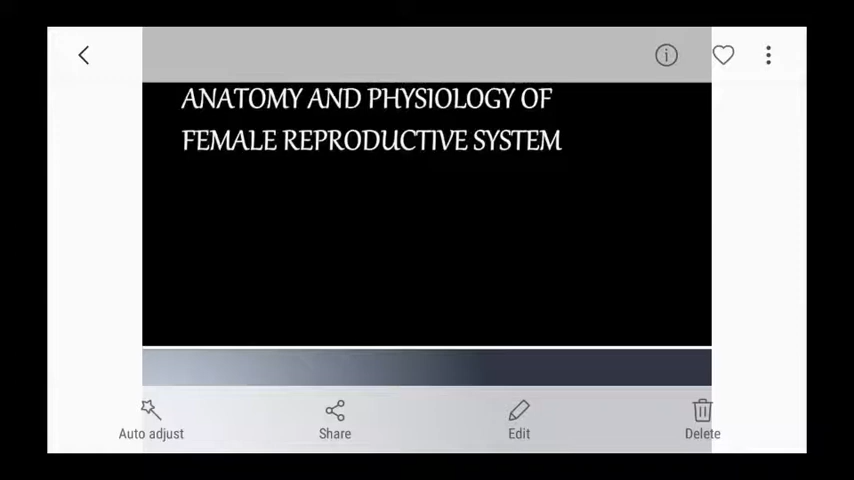 ANATOMY AND PHYSIOLOGY OF
FEMALE REPRODUCTIVE SYSTEM
Auto adjust
Share
Edit
Delete